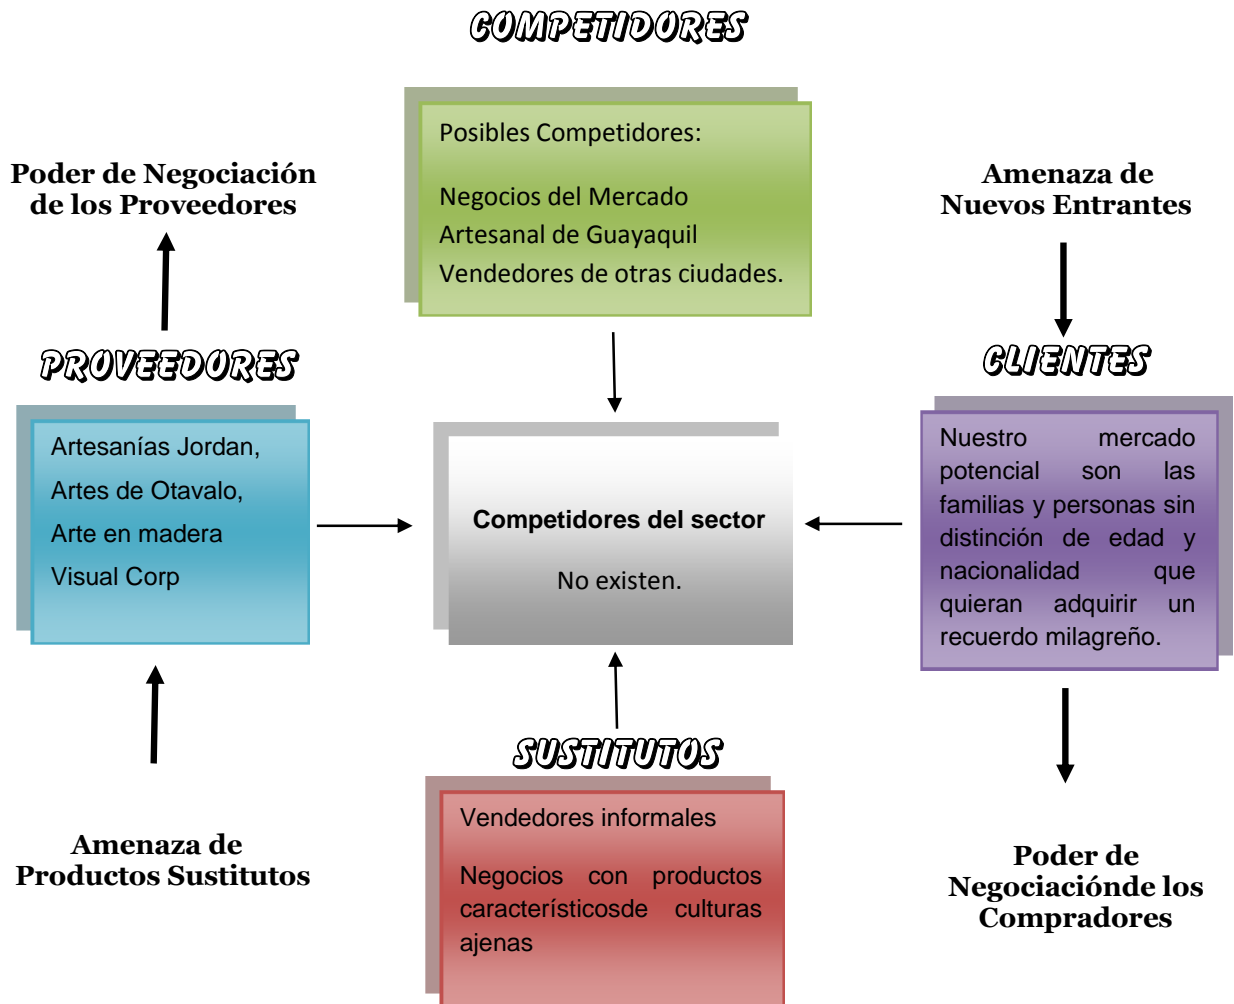 COMPETIDORES
Posibles Competidores:
Negocios del Mercado
Artesanal de Guayaquil
Vendedores de otras ciudades.
Poder de Negociación
de los Proveedores
Amenaza de
Nuevos Entrantes
PROVEEDORES
Artesanías Jordan,
Artes de Otavalo,
Arte en madera
Visual Corp
Competidores del sector
No existen.
CLIENTES
Nuestro mercado
potencial son las
familias y personas sin
distinción de edad y
nacionalidad que
quieran adquirir un
recuerdo milagreño.
SUSTITUTOS
Vendedores informales
Negocios con productos
característicosde culturas
ajenas
Amenaza de
Productos Sustitutos
Poder de
Negociaciónde los
Compradores